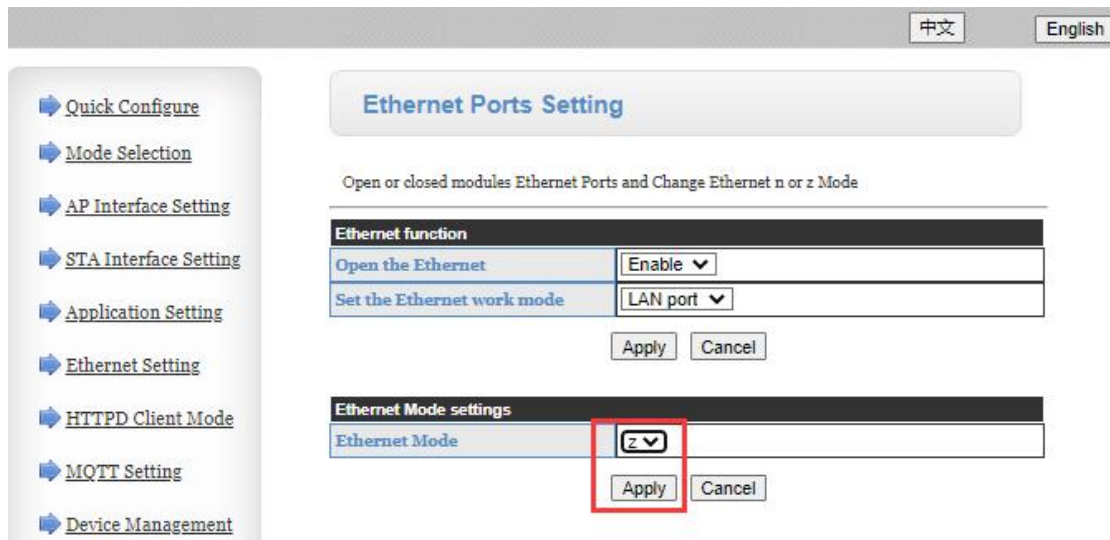 中文 English
Quick Configure
Mode Selection
AP Interface Setting
STA Interface Setting
Application Setting
Ethernet Setting
HTTPD Client Mode
MQTT Setting
Device Management
Ethernet Ports Setting
Open or closed modules Ethernet Ports and Change Ethernet n or z Mode
Ethernet function
Open the Ethernet Enable
Set the Ethernet work mode LAN port
Apply Cancel
Ethernet Mode settings
Ethernet Mode z
Apply Cancel